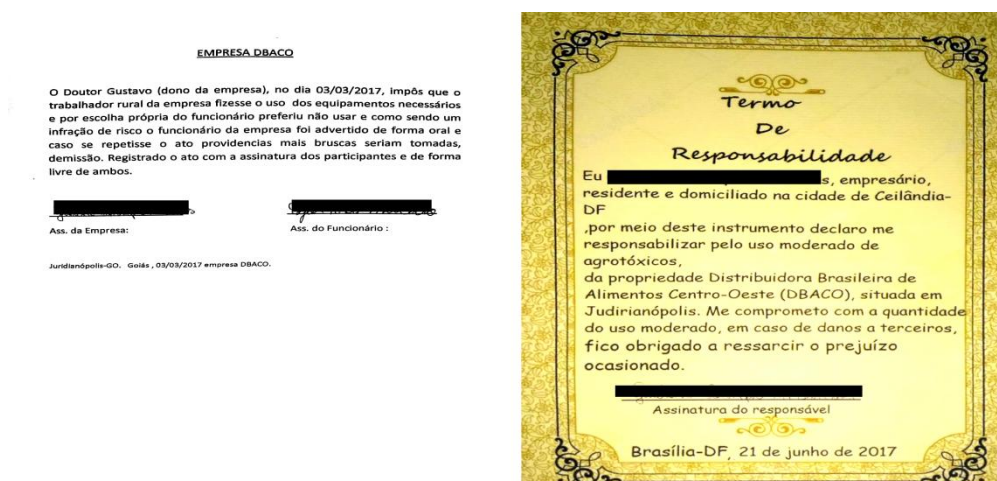 EMPRESA DBACO
O Doutor Gustavo (dono da empresa), no dia 03/03/2017, impôs que o
trabalhador rural da empresa fizesse o uso dos equipamentos necessários
e por escolha própria do funcionário preferiu não usar e como sendo um
infração de risco o funcionário da empresa foi advertido de forma oral e
caso se repetisse o ato providencias mais bruscas seriam tomadas,
demissão. Registrado o ato com a assinatura dos participantes e de forma
livre de ambos.
Ass. da Empresa:
Ass. do Funcionário :
Juridianópolis-GO. Goiás , 03/03/2017 empresa DBACO.
Termo
De
Responsabilidade
Eu s, empresário,
residente e domiciliado na cidade de Ceilândia-
DF
,por meio deste instrumento declaro me
responsabilizar pelo uso moderado de
agrotóxicos,
da propriedade Distribuidora Brasileira de
Alimentos Centro-Oeste (DBACO), situada em
Judirianópolis. Me comprometo com a quantidade
do uso moderado, em caso de danos a terceiros,
fico obrigado a ressarcir o prejuízo
ocasionado.
Assinatura do responsável
Brasília-DF, 21 de junho de 2017